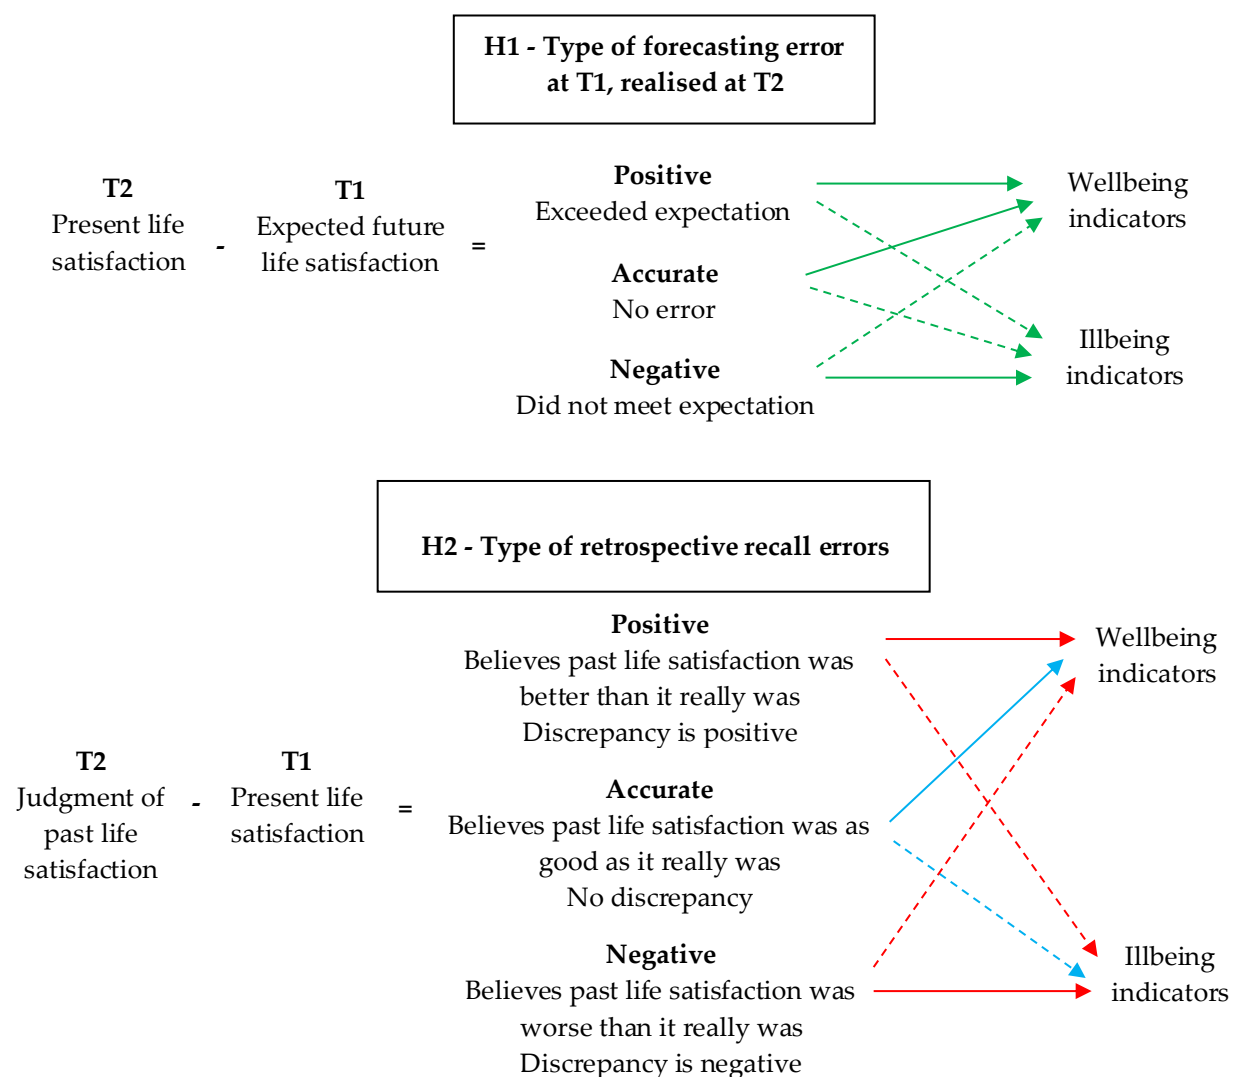 H1 - Type of forecasting error
at T1, realised at T2
T2
Present life
satisfaction
-
T1
Expected future
life satisfaction
=
Positive
Exceeded expectation
Accurate
No error
Negative
Did not meet expectation
Wellbeing
indicators
Illbeing
indicators
H2 - Type of retrospective recall errors
T2
Judgment of
past life
satisfaction
-
T1
Present life
satisfaction
=
Positive
Believes past life satisfaction was
better than it really was
Discrepancy is positive
Accurate
Believes past life satisfaction was as
good as it really was
No discrepancy
Negative
Believes past life satisfaction was
worse than it really was
Discrepancy is negative
Wellbeing
indicators
Illbeing
indicators